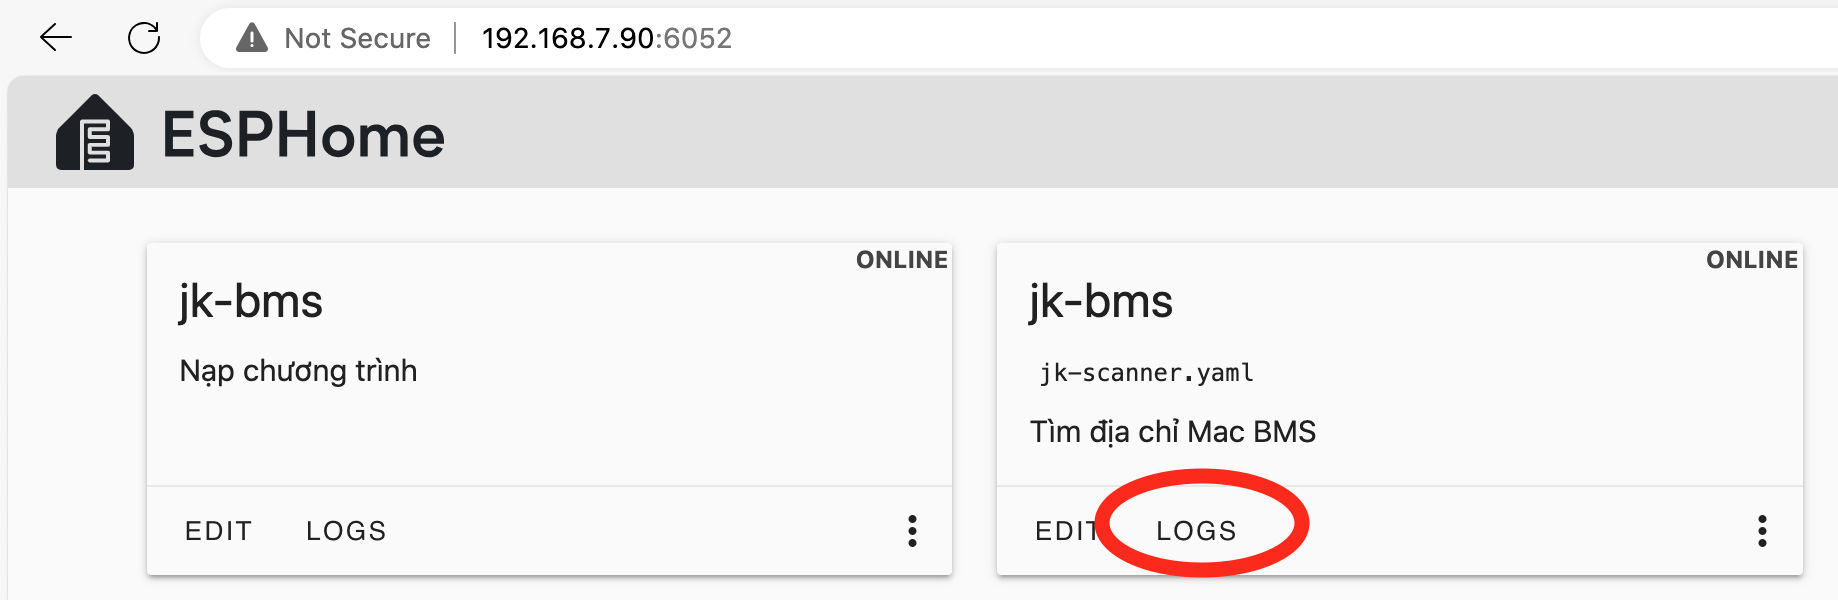 Not Secure 192.168.7.90:6052
ESPHome
ONLINE
jk-bms
Nạp chương trình
EDIT LOGS
ONLINE
jk-bms
jk-scanner.yaml
Tìm địa chỉ Mac BMS
EDIT LOGS